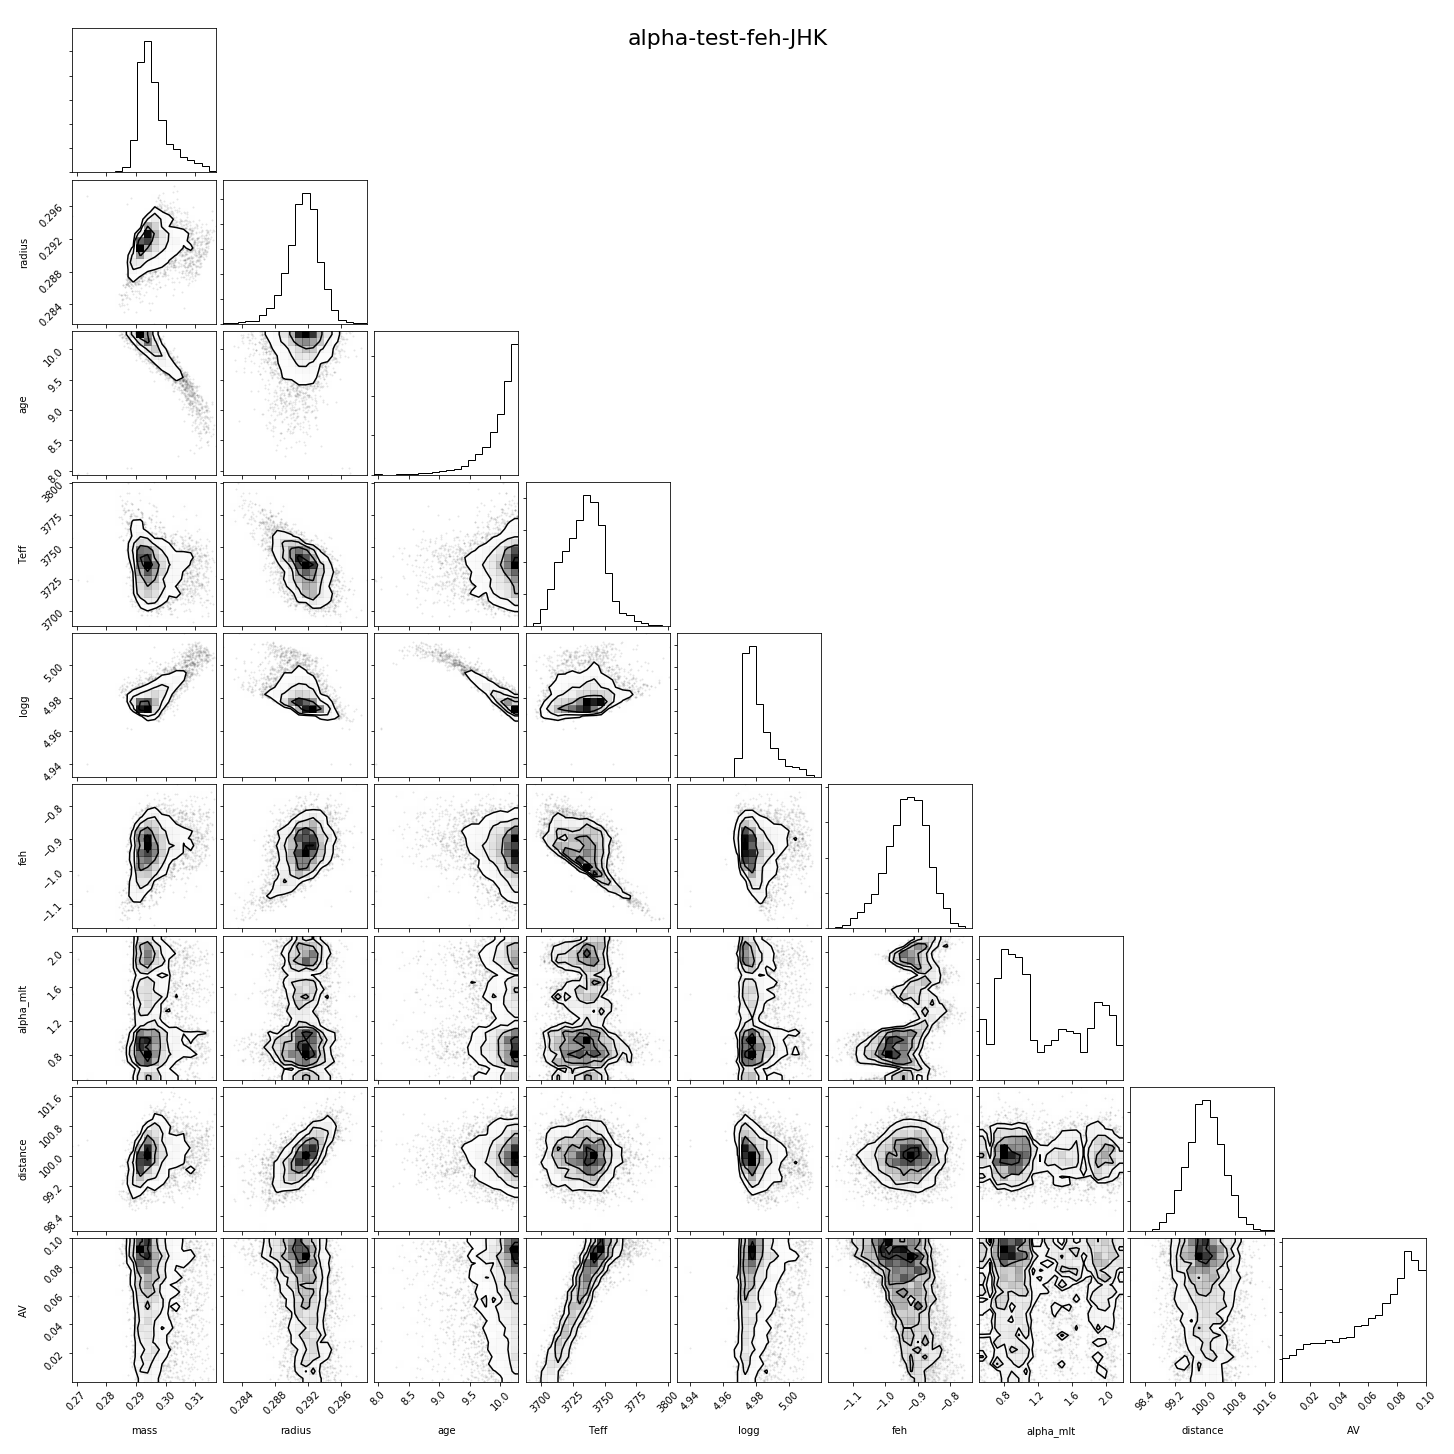 alpha-test-feh-JHK
0.296
0.292
0.288
0.284
radius
10.0
9.5
9.0
8.5
8.0
age
3800
3775
3750
3725
3700
Teff
5.00
4.98
4.96
4.94
logg
−0.8
−0.9
−1.0
−1.1
feh
2.0
1.6
1.2
0.8
alpha_mlt
101.6
100.8
100.0
99.2
98.4
distance
0.10
0.08
0.06
0.04
0.02
AV
0.27 0.28 0.29 0.30 0.31
0.284 0.288 0.292 0.296
8.0 8.5 9.0 9.5 10.0
3700 3725 3750 3775 3800
4.94 4.96 4.98 5.00
−1.1 −1.0 −0.9 −0.8
0.8 1.2 1.6 2.0
98.4 99.2 100.0 100.8 101.6
0.02 0.04 0.06 0.08 0.10
mass radius age Teff logg feh alpha_mlt distance AV